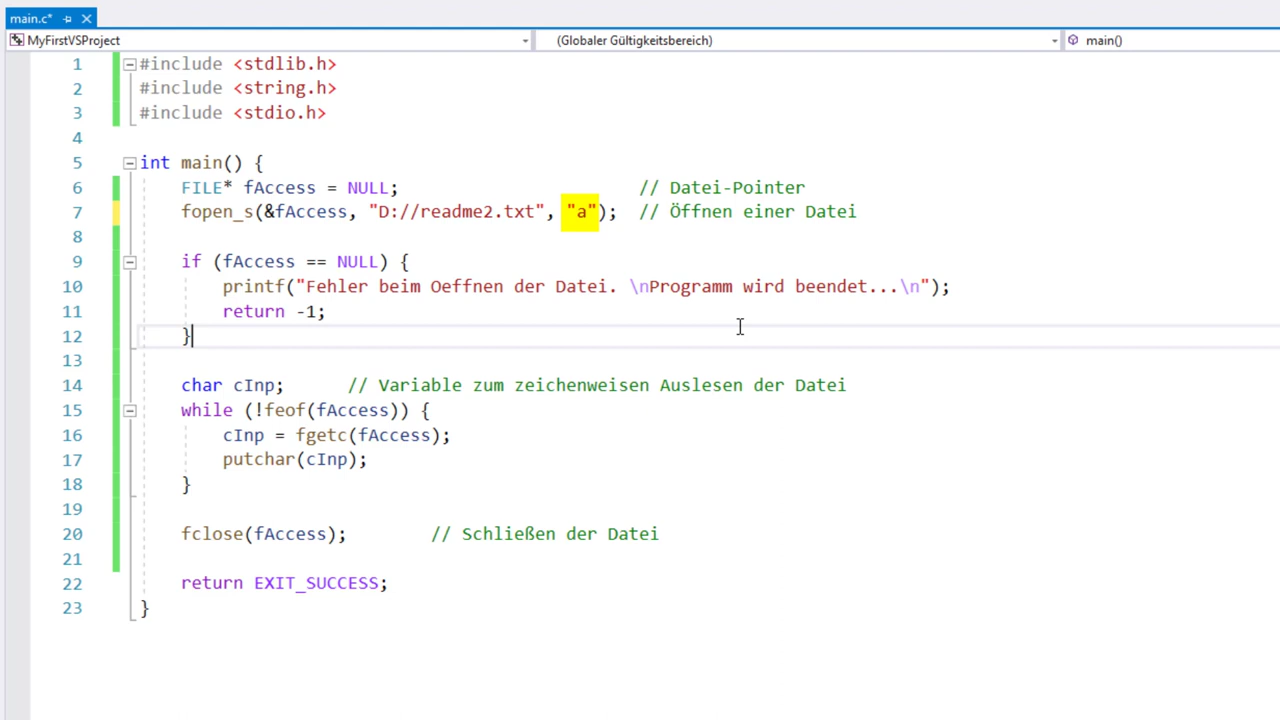 main.c*
MyFirstVSProject (Globaler Gültigkeitsbereich) main()
1 #include <stdlib.h>
2 #include <string.h>
3 #include <stdio.h>
4
5 int main() {
6 FILE* fAccess = NULL; // Datei-Pointer
7 fopen_s(&fAccess, "D://readme2.txt", "a"); // Öffnen einer Datei
8
9 if (fAccess == NULL) {
10 printf("Fehler beim Oeffnen der Datei. \nProgramm wird beendet...\n");
11 return -1;
12 }
13
14 char cInp; // Variable zum zeichenweisen Auslesen der Datei
15 while (!feof(fAccess)) {
16 cInp = fgetc(fAccess);
17 putchar(cInp);
18 }
19
20 fclose(fAccess); // Schließen der Datei
21
22 return EXIT_SUCCESS;
23 }